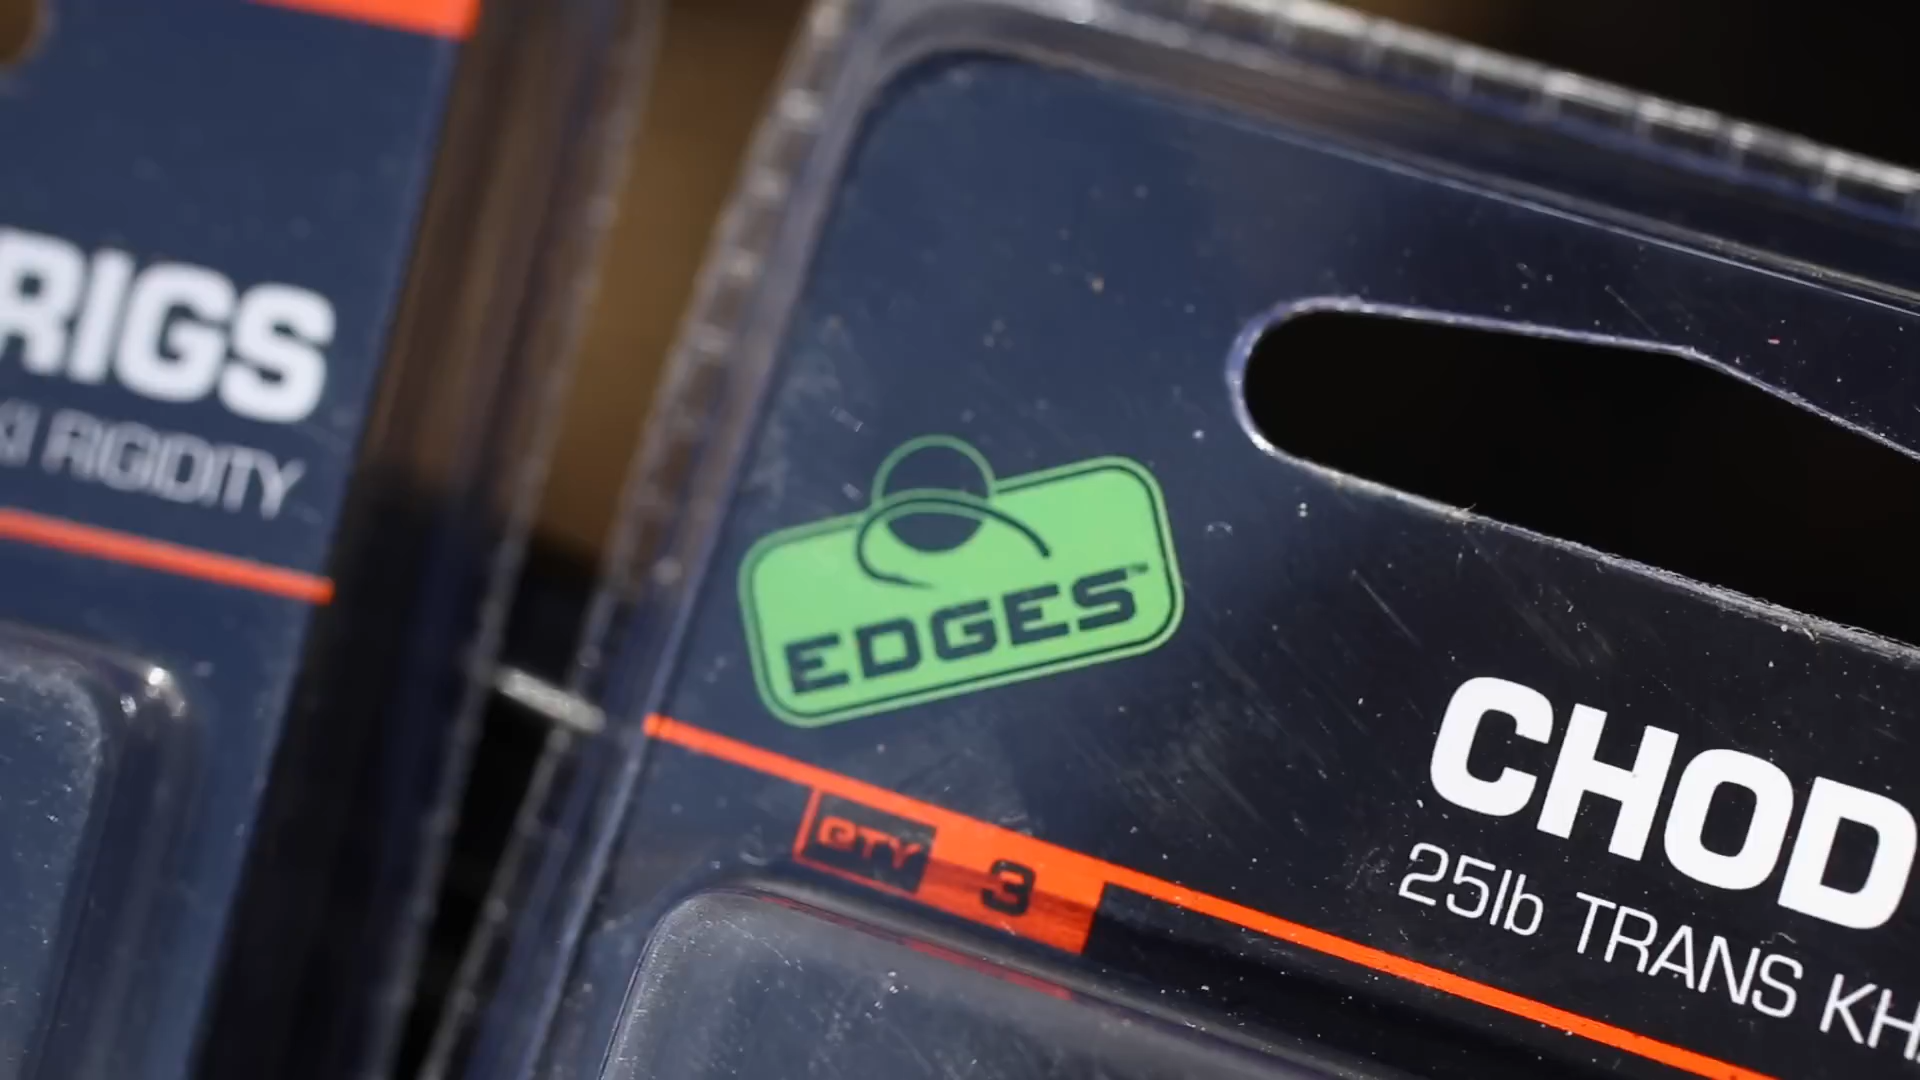 RIGS
RIGIDITY
EDGES™
QTY 3
CHOD
25lb TRANS KH